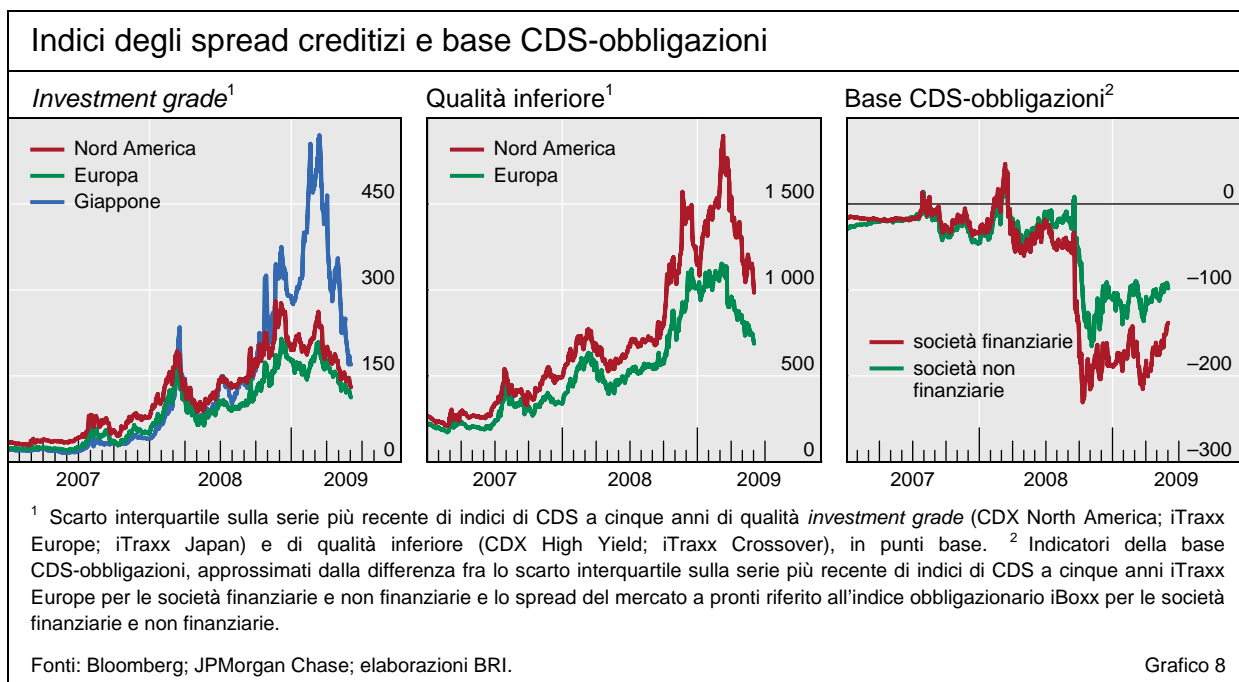 Indici degli spread creditizi e base CDS-obbligazioni
Investment grade1
Nord America
Europa
Giappone
450
300
150
0
2007
2008
2009
Qualità inferiore1
Nord America
Europa
1 500
1 000
500
0
2007
2008
2009
Base CDS-obbligazioni2
0
–100
–200
–300
società finanziarie
società non
finanziarie
2007
2008
2009
1 Scarto interquartile sulla serie più recente di indici di CDS a cinque anni di qualità investment grade (CDX North America; iTraxx
Europe; iTraxx Japan) e di qualità inferiore (CDX High Yield; iTraxx Crossover), in punti base. 2 Indicatori della base
CDS-obbligazioni, approssimati dalla differenza fra lo scarto interquartile sulla serie più recente di indici di CDS a cinque anni iTraxx
Europe per le società finanziarie e non finanziarie e lo spread del mercato a pronti riferito all'indice obbligazionario iBoxx per le società
finanziarie e non finanziarie.
Fonti: Bloomberg; JPMorgan Chase; elaborazioni BRI.
Grafico 8